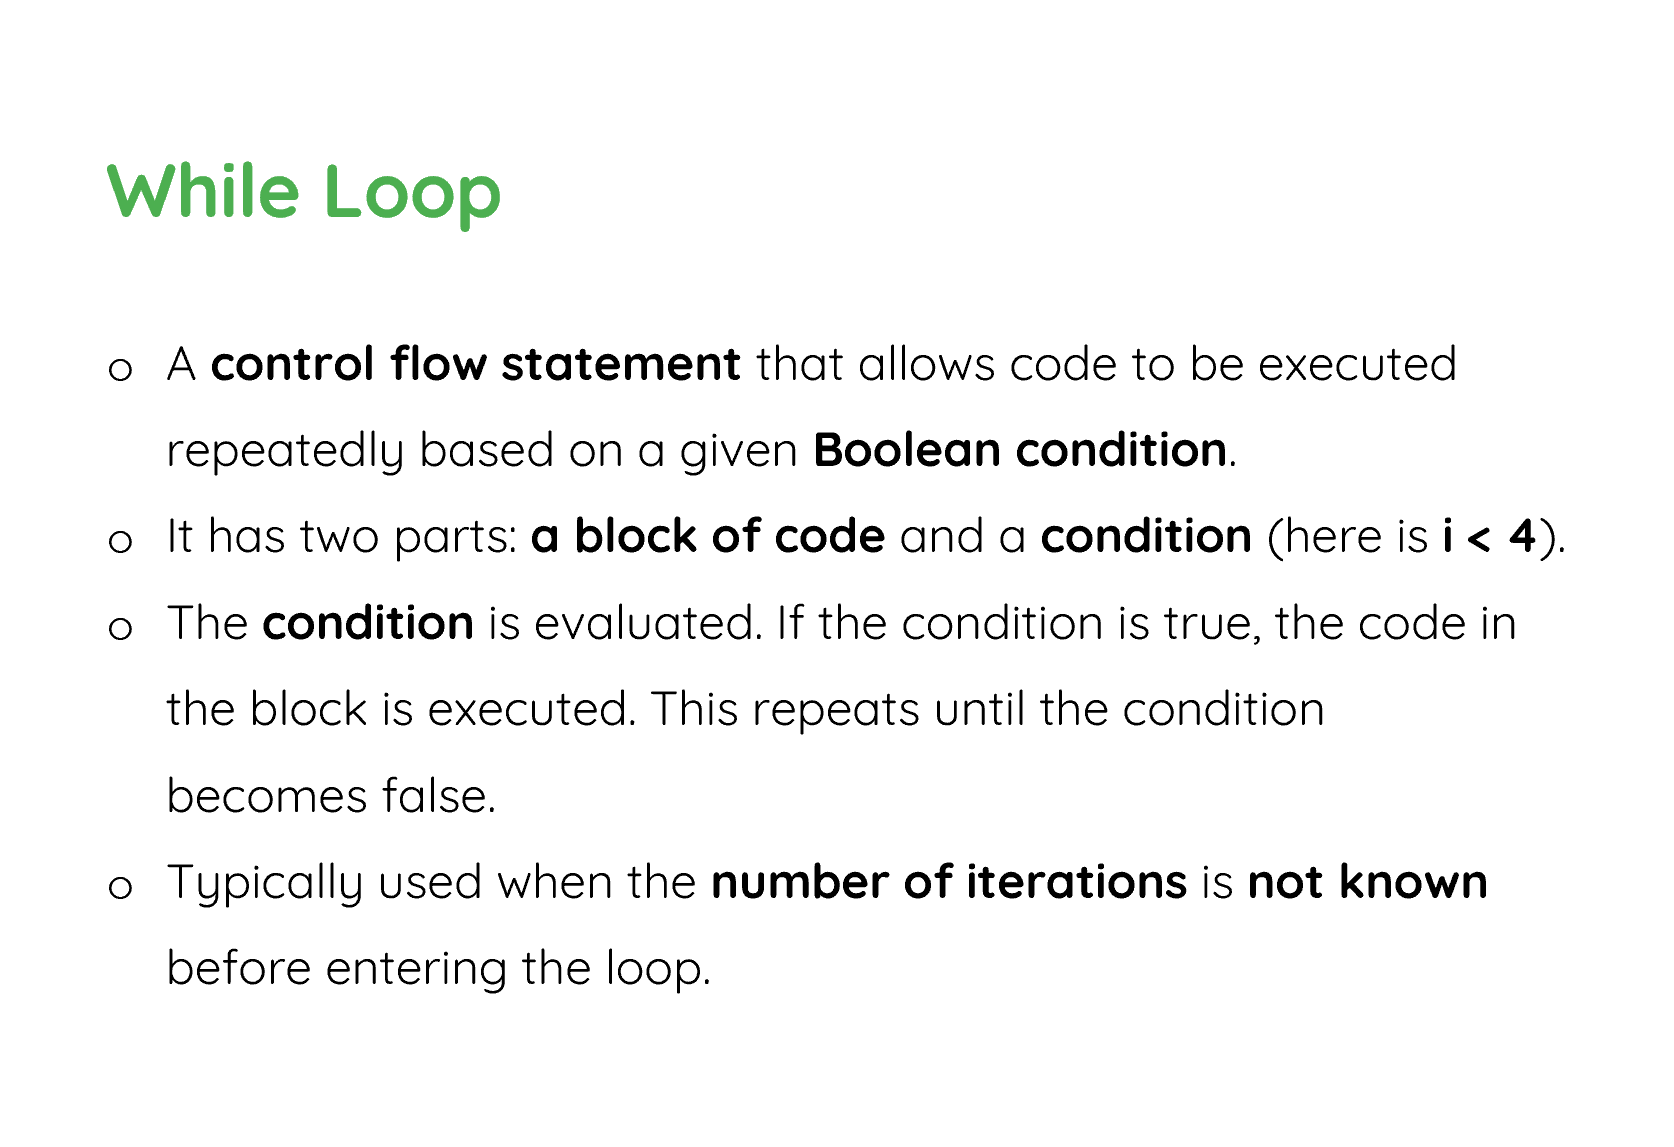 While Loop
○ A control flow statement that allows code to be executed
repeatedly based on a given Boolean condition.
○ It has two parts: a block of code and a condition (here is i < 4).
○ The condition is evaluated. If the condition is true, the code in
the block is executed. This repeats until the condition
becomes false.
○ Typically used when the number of iterations is not known
before entering the loop.